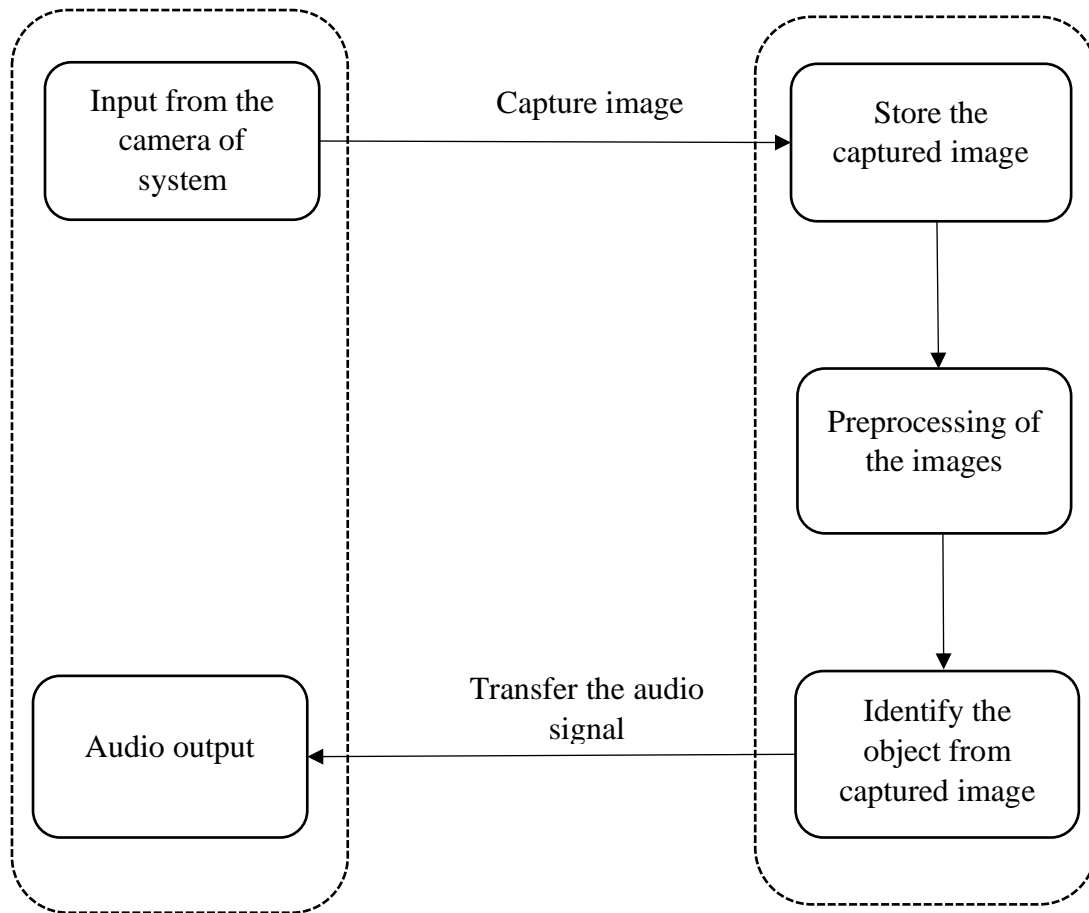 Input from the
camera of
system
Capture image
Store the
captured image
Preprocessing of
the images
Identify the
object from
captured image
Transfer the audio
signal
Audio output